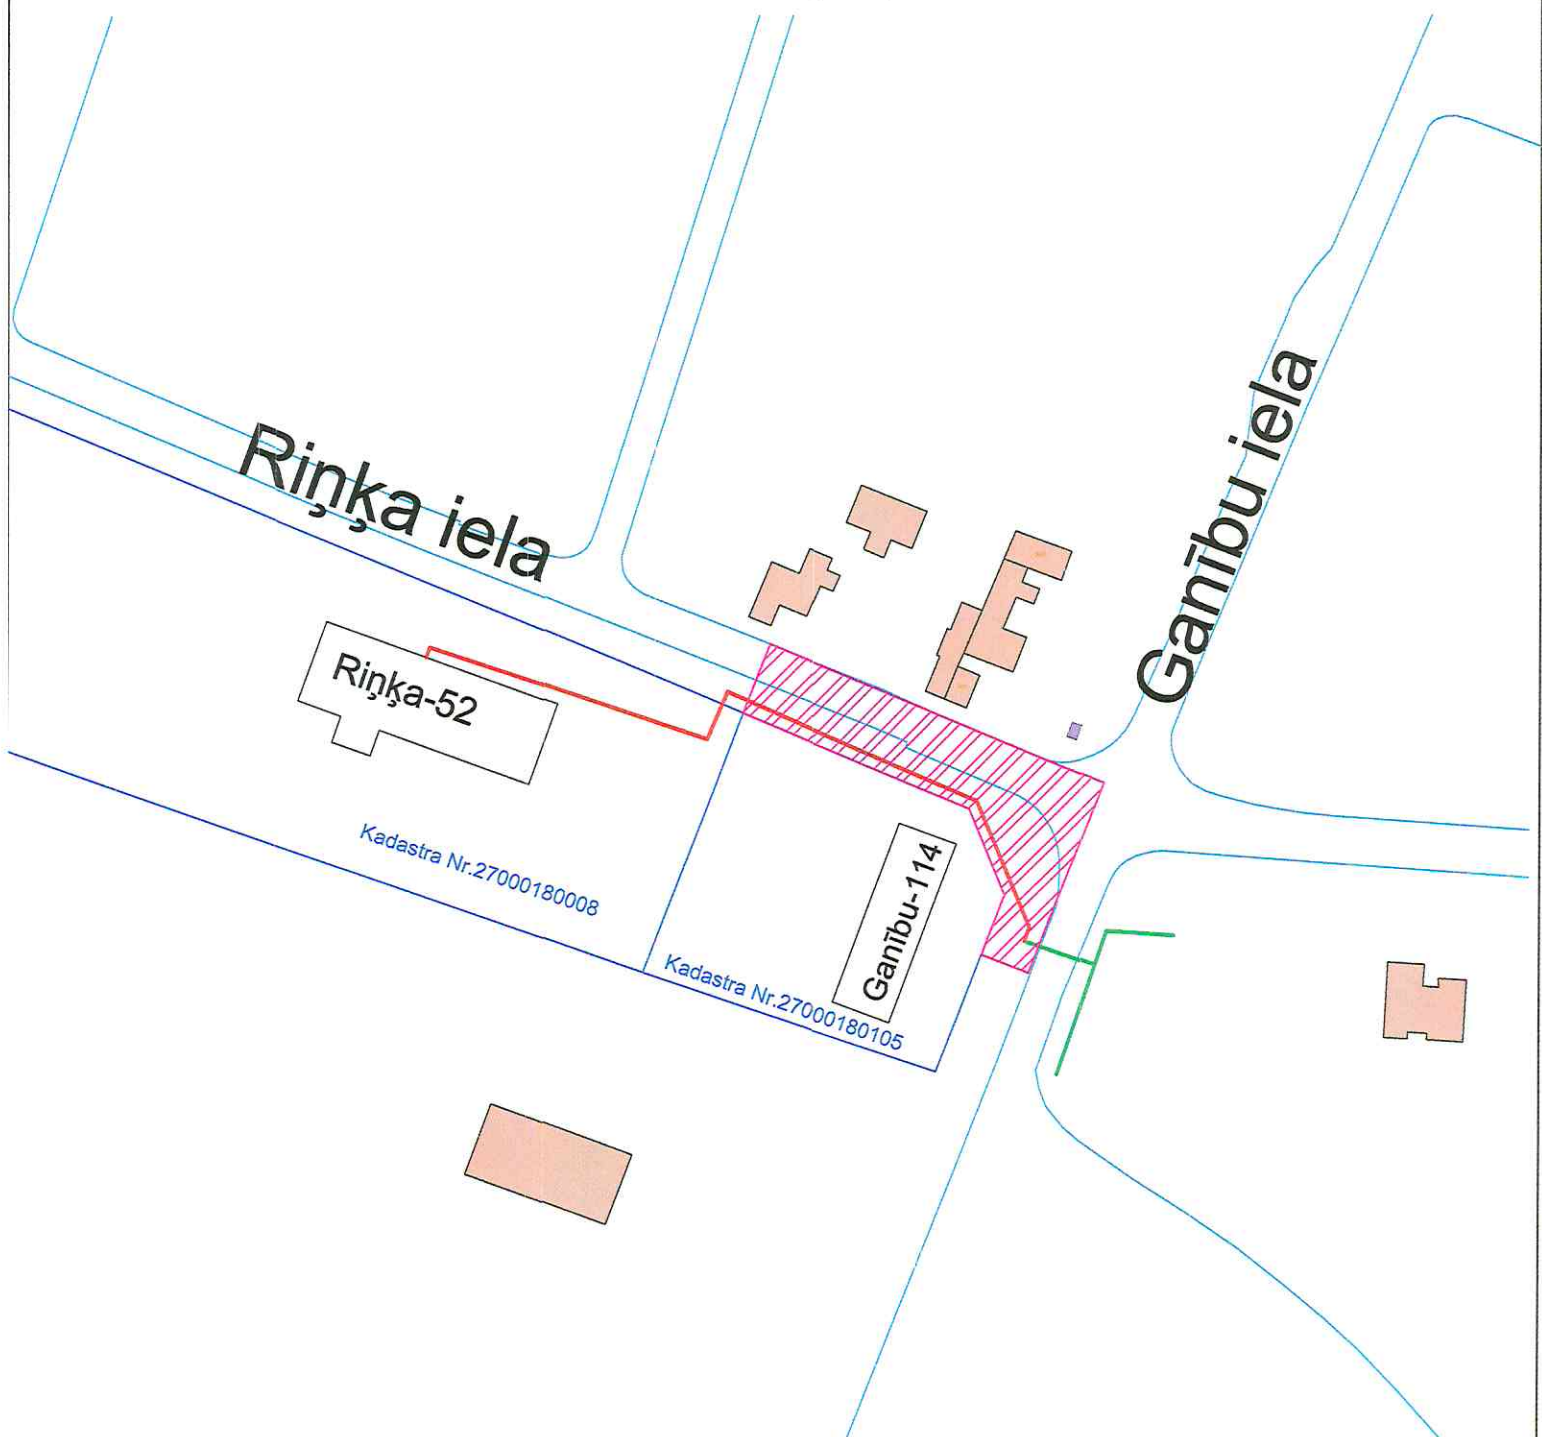 Riņķa iela
Ganību iela
Riņķa-52
Kadastra Nr.27000180008
Ganību-114
Kadastra Nr.27000180105